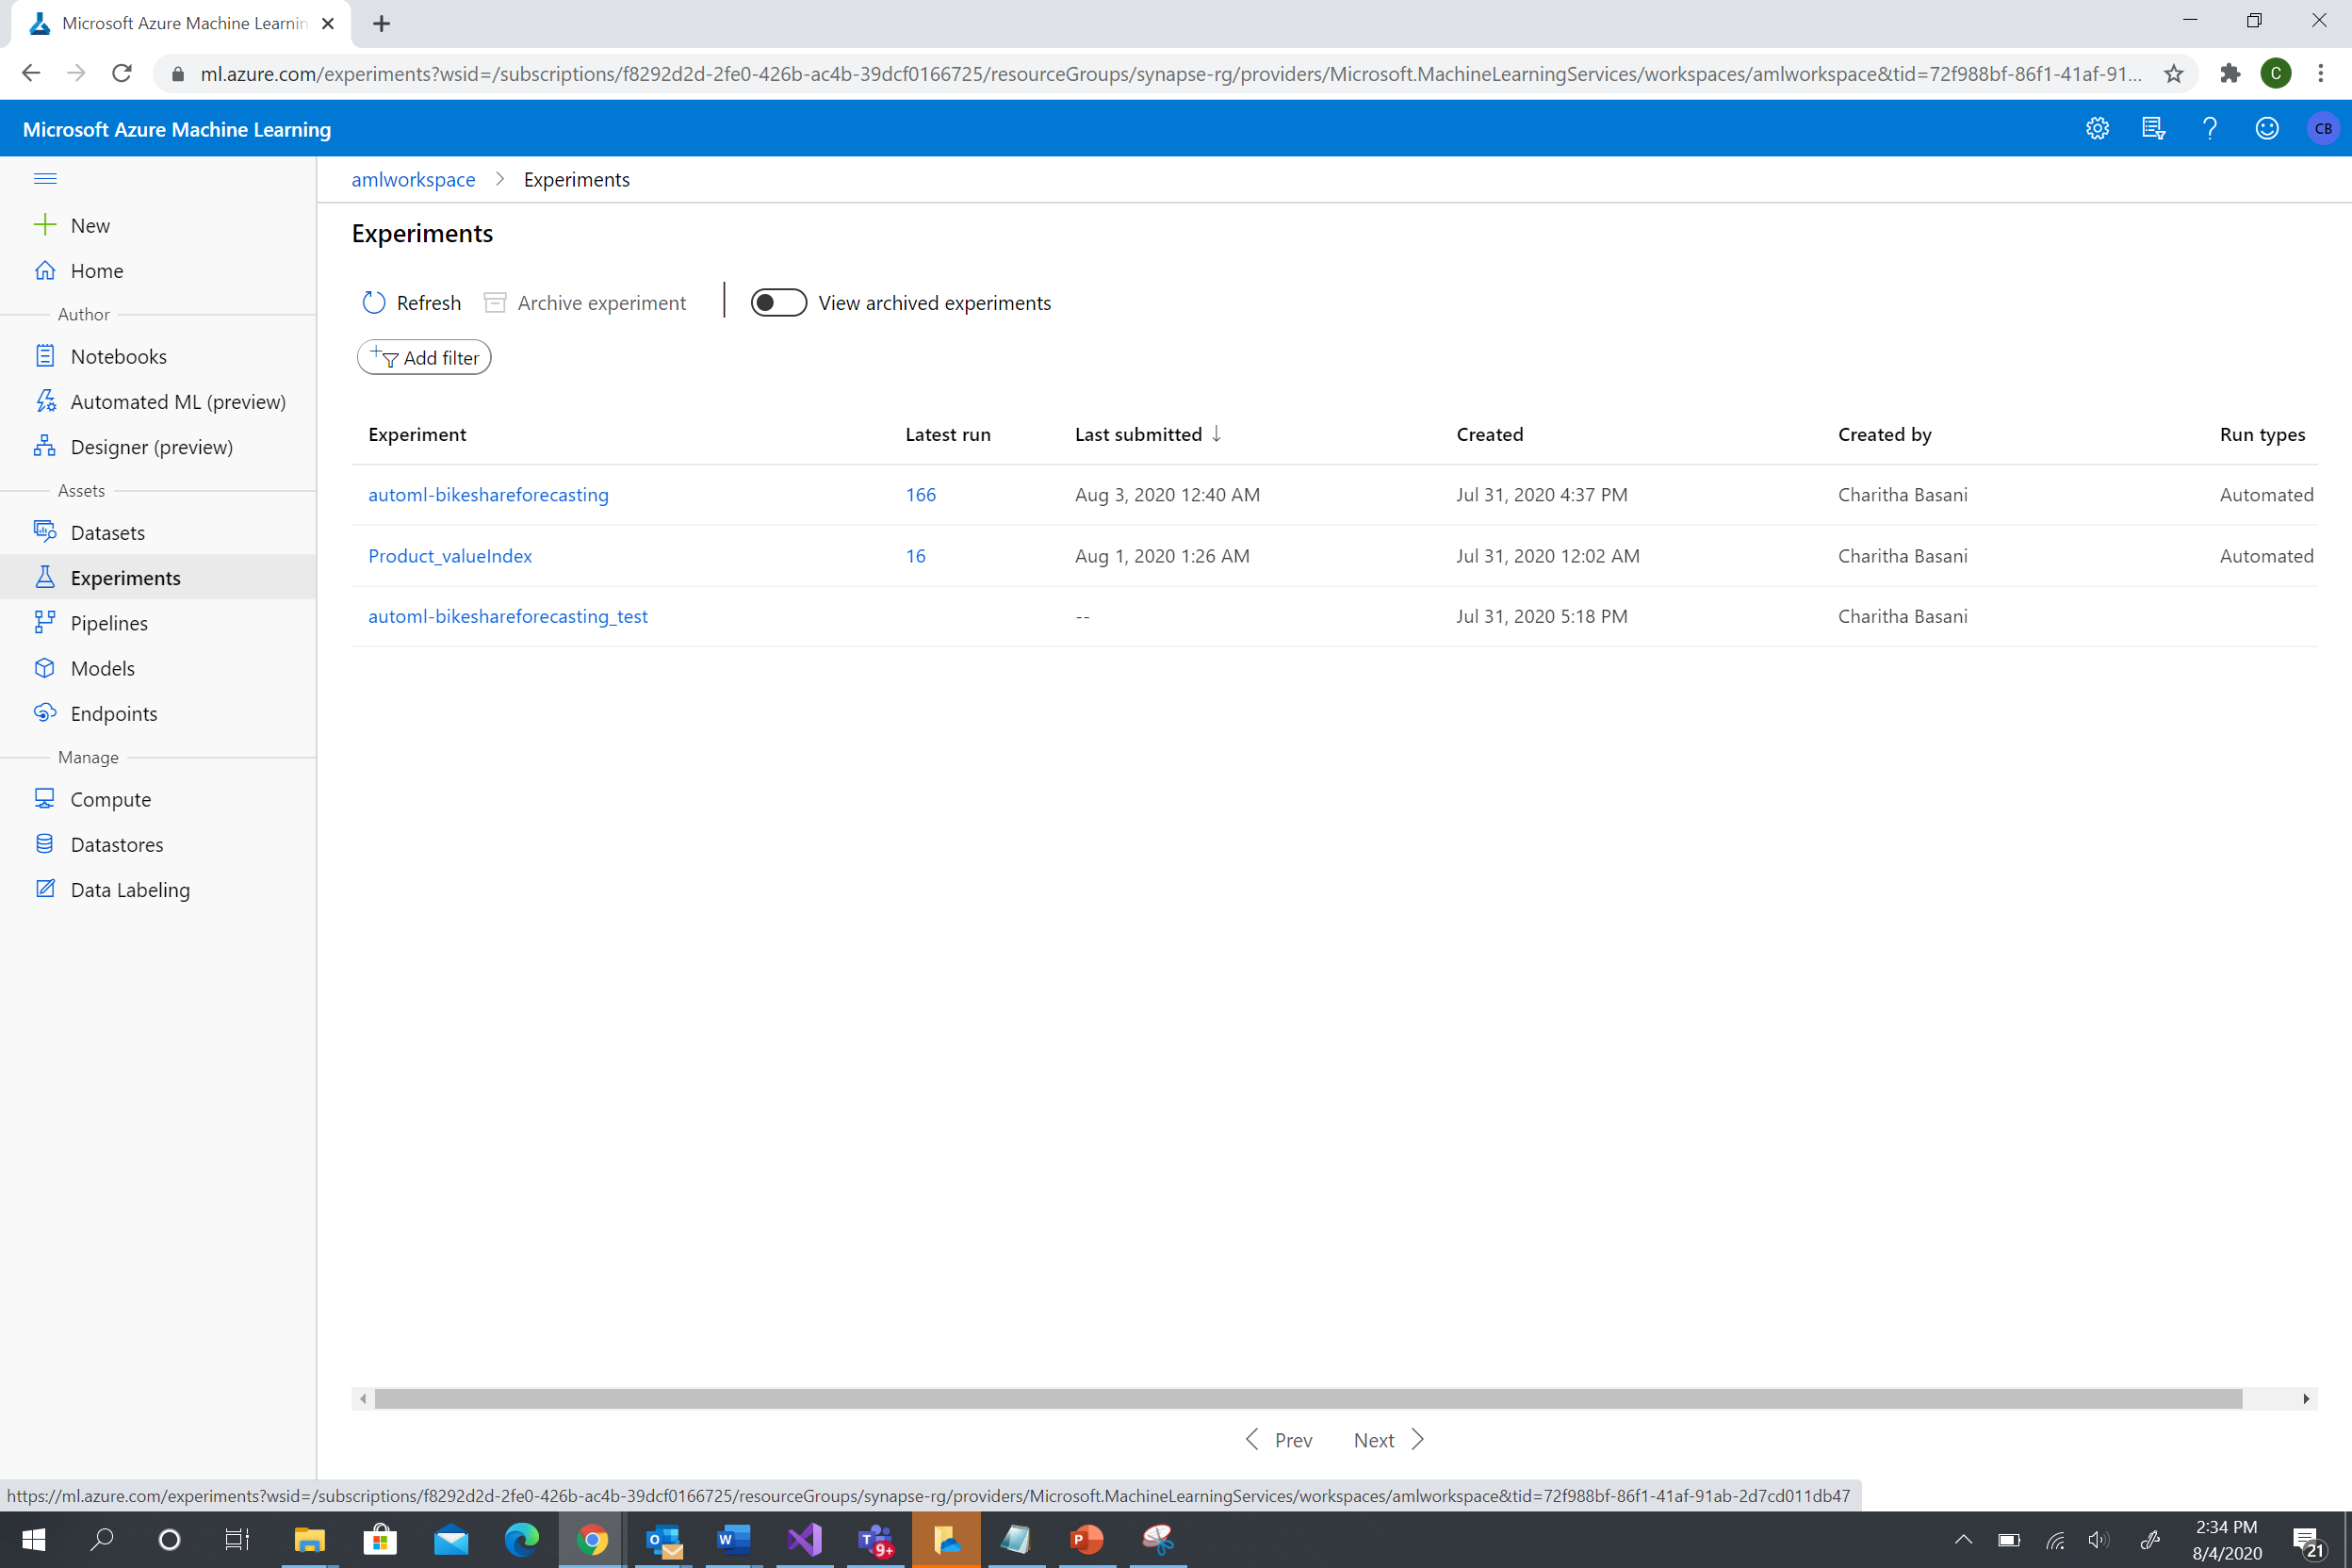 Microsoft Azure Machine Learnin
ml.azure.com/experiments?wsid=/subscriptions/f8292d2d-2fe0-426b-ac4b-39dcf0166725/resourceGroups/synapse-rg/providers/Microsoft.MachineLearningServices/workspaces/amlworkspace&tid=72f988bf-86f1-41af-91...
C
Microsoft Azure Machine Learning
CB
amlworkspace > Experiments
New
Home
Author
Notebooks
Automated ML (preview)
Designer (preview)
Assets
Datasets
Experiments
Pipelines
Models
Endpoints
Manage
Compute
Datastores
Data Labeling
Experiments
Refresh Archive experiment View archived experiments
Add filter
Experiment Latest run Last submitted ↓ Created Created by Run types
automl-bikeshareforecasting 166 Aug 3, 2020 12:40 AM Jul 31, 2020 4:37 PM Charitha Basani Automated
Product_valueIndex 16 Aug 1, 2020 1:26 AM Jul 31, 2020 12:02 AM Charitha Basani Automated
automl-bikeshareforecasting_test -- Jul 31, 2020 5:18 PM Charitha Basani
Prev Next
https://ml.azure.com/experiments?wsid=/subscriptions/f8292d2d-2fe0-426b-ac4b-39dcf0166725/resourceGroups/synapse-rg/providers/Microsoft.MachineLearningServices/workspaces/amlworkspace&tid=72f988bf-86f1-41af-91ab-2d7cd011db47
9+
2:34 PM
8/4/2020
21